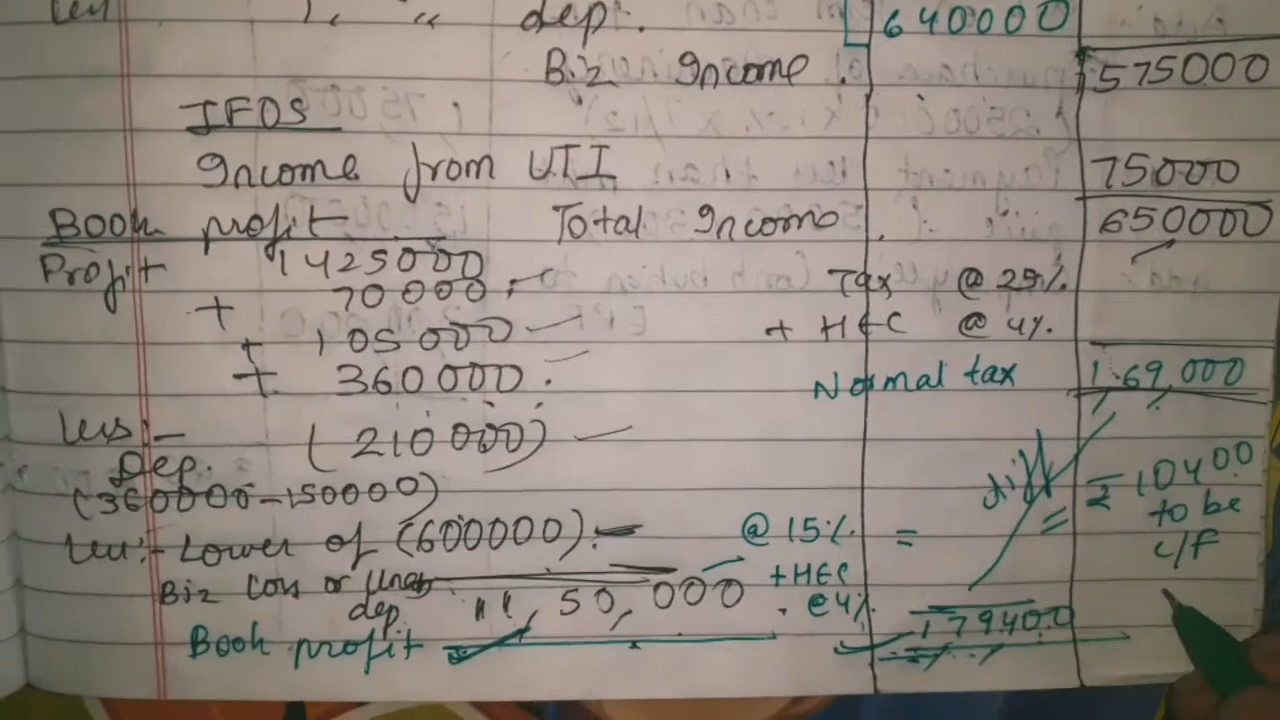 dep. 640000
Biz Income. 575000
IFOS
Income from UTI 75000
Book profit Total Income. 650000
Profit 1425000
+ 70000 Tax @ 25%.
+ 105000 + HEC @ 4%.
+ 360000. Normal tax 1,69,000
Less :- (210000)
Dep.
(360000-150000) diff = 10400
to be
c/f
Less :- Lower of (600000) @ 15% =
Biz Loss or Unab +HEC
dep. 11,50,000 @4%.
Book profit 179400